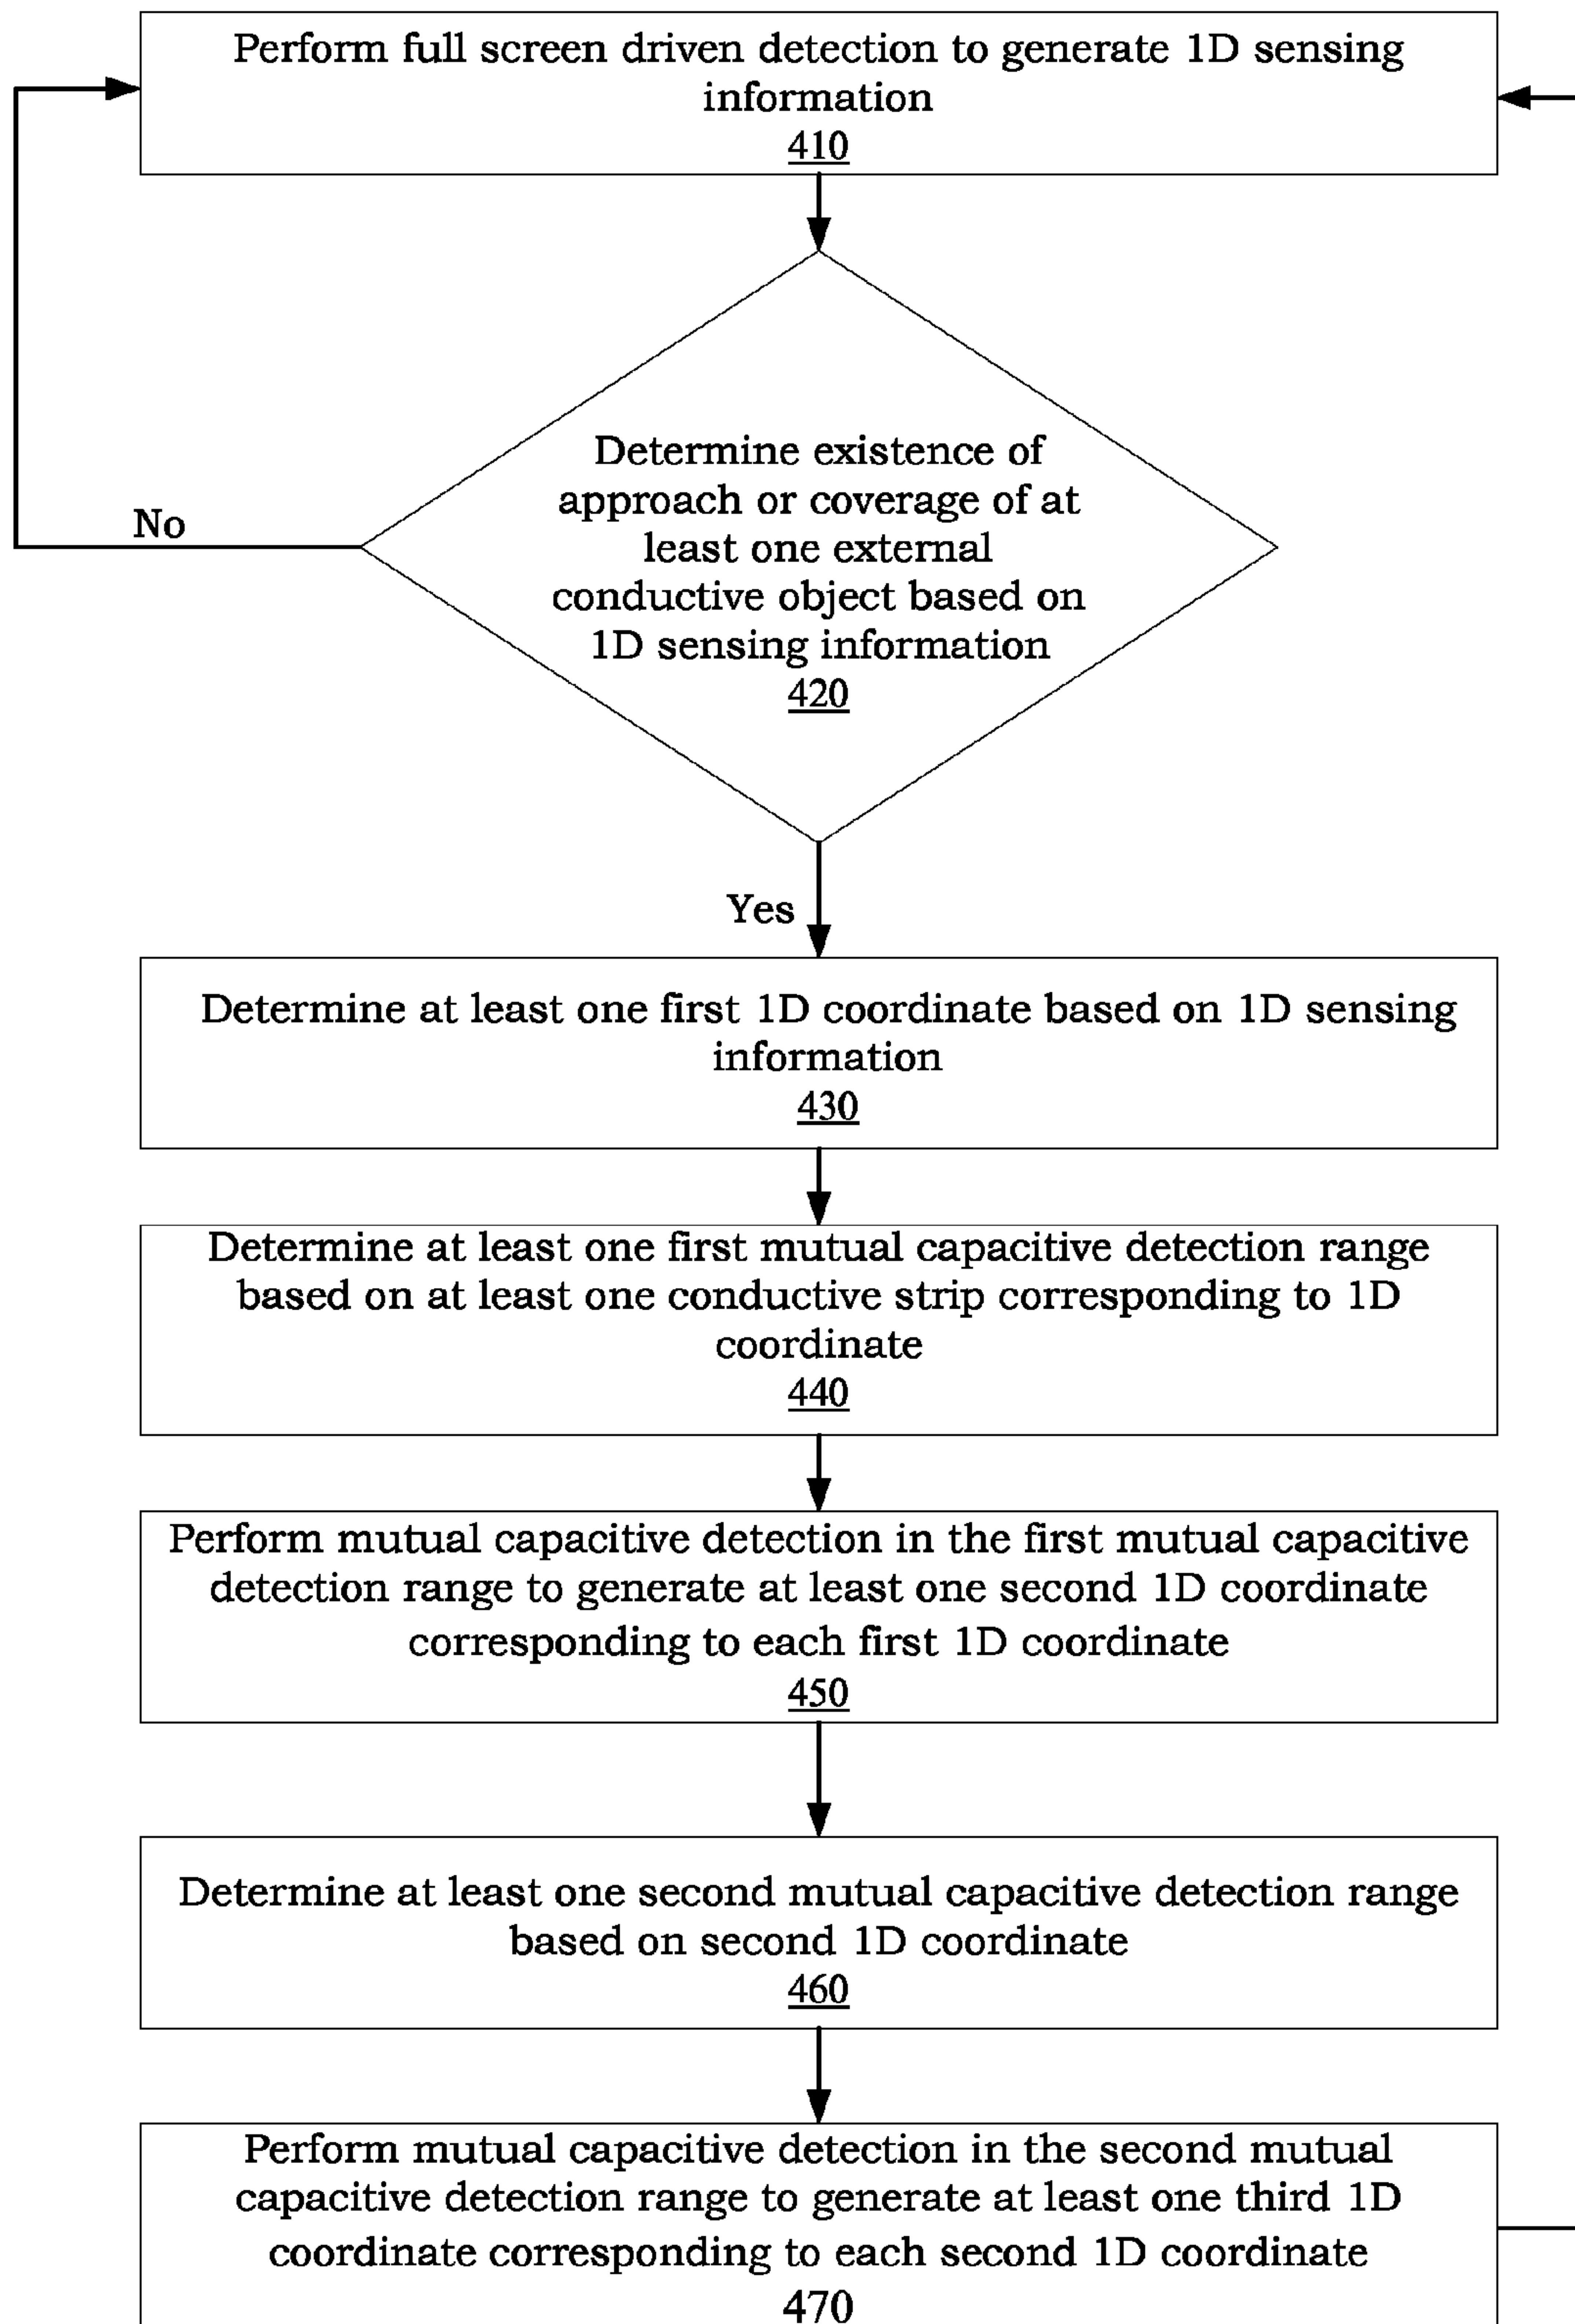 Perform full screen driven detection to generate 1D sensing
information
410
Determine existence of
approach or coverage of at
least one external
conductive object based on
1D sensing information
420
No
Yes
Determine at least one first 1D coordinate based on 1D sensing
information
430
Determine at least one first mutual capacitive detection range
based on at least one conductive strip corresponding to 1D
coordinate
440
Perform mutual capacitive detection in the first mutual capacitive
detection range to generate at least one second 1D coordinate
corresponding to each first 1D coordinate
450
Determine at least one second mutual capacitive detection range
based on second 1D coordinate
460
Perform mutual capacitive detection in the second mutual
capacitive detection range to generate at least one third 1D
coordinate corresponding to each second 1D coordinate
470